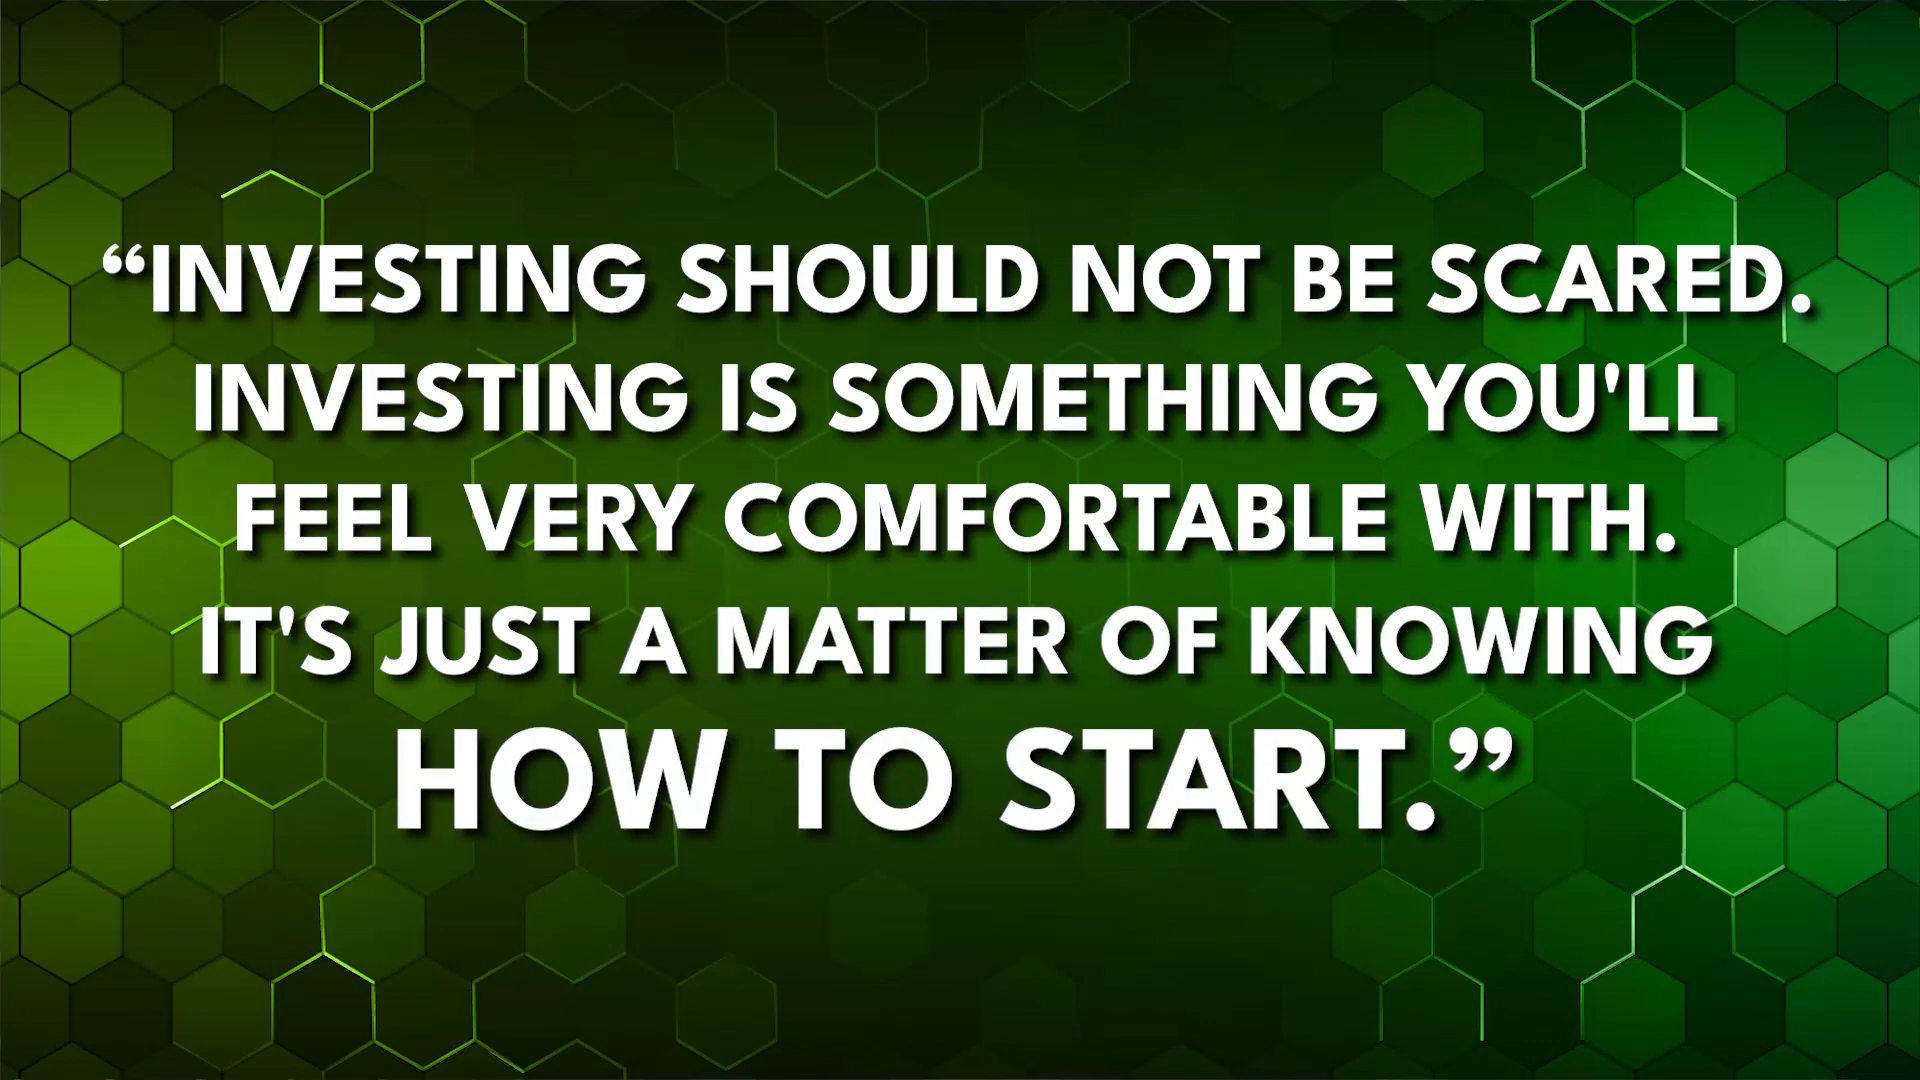 “INVESTING SHOULD NOT BE SCARED.
INVESTING IS SOMETHING YOU'LL
FEEL VERY COMFORTABLE WITH.
IT'S JUST A MATTER OF KNOWING
HOW TO START.”